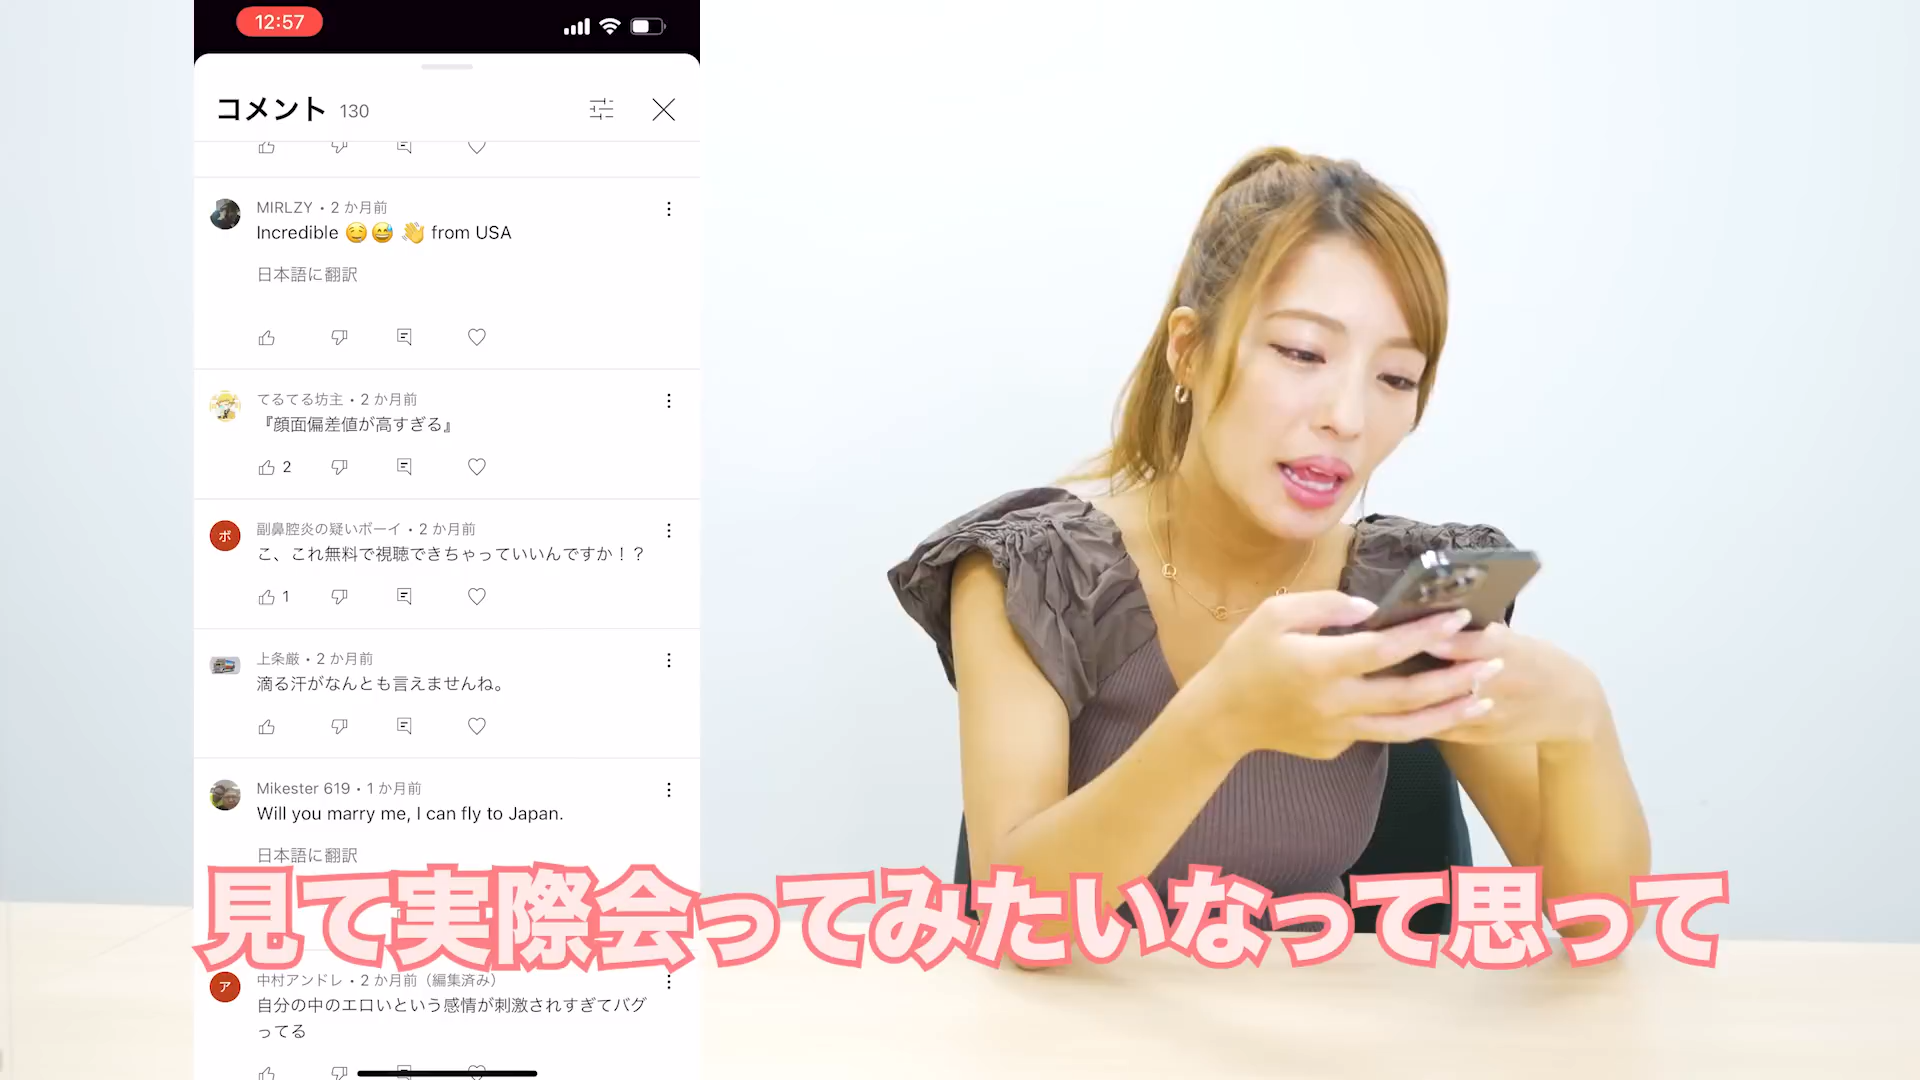 12:57
コメント 130
MIRLZY・2 か月前
Incredible 🤤😅 👋 from USA
日本語に翻訳
てるてる坊主・2 か月前
『顔面偏差値が高すぎる』
2
ボ
副鼻腔炎の疑いボーイ・2 か月前
こ、これ無料で視聴できちゃっていいんですか！？
1
上条厳・2 か月前
滴る汗がなんとも言えませんね。
Mikester 619・1 か月前
Will you marry me, I can fly to Japan.
日本語に翻訳
見て実際会ってみたいなって思って
ア
中村アンドレ・2 か月前（編集済み）
自分の中のエロいという感情が刺激されすぎてバグ
ってる